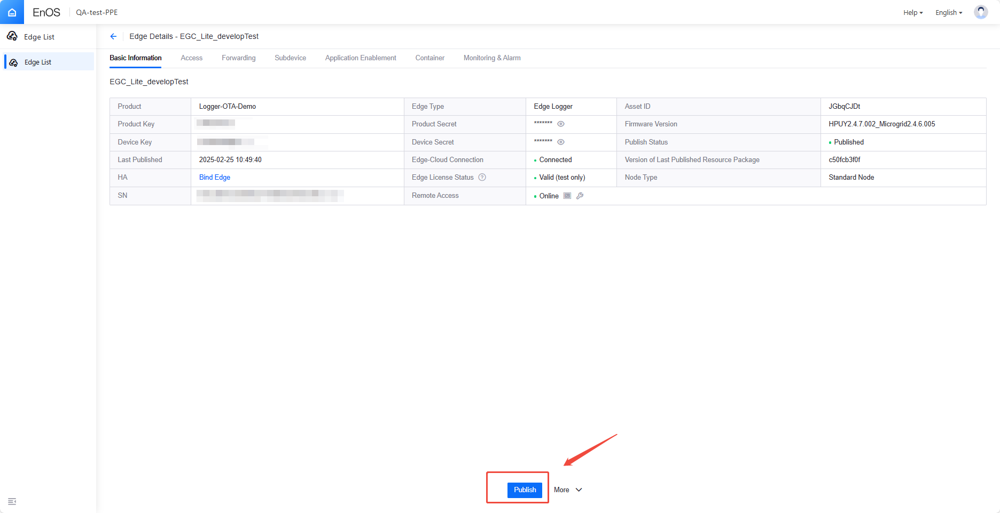 EnOS QA-test-PPE Help English
Edge List
Edge Details - EGC_Lite_developTest
Edge List
Basic Information Access Forwarding Subdevice Application Enablement Container Monitoring & Alarm
EGC_Lite_developTest
Product Logger-OTA-Demo Edge Type Edge Logger Asset ID JGbqCJDt
Product Key Product Secret ******* Firmware Version HPUY2.4.7.002_Microgrid2.4.6.005
Device Key Device Secret ******* Publish Status Published
Last Published 2025-02-25 10:49:40 Edge-Cloud Connection Connected Version of Last Published Resource Package c50fcb3f0f
HA Bind Edge Edge License Status ? Valid (test only) Node Type Standard Node
SN Remote Access Online
Publish More